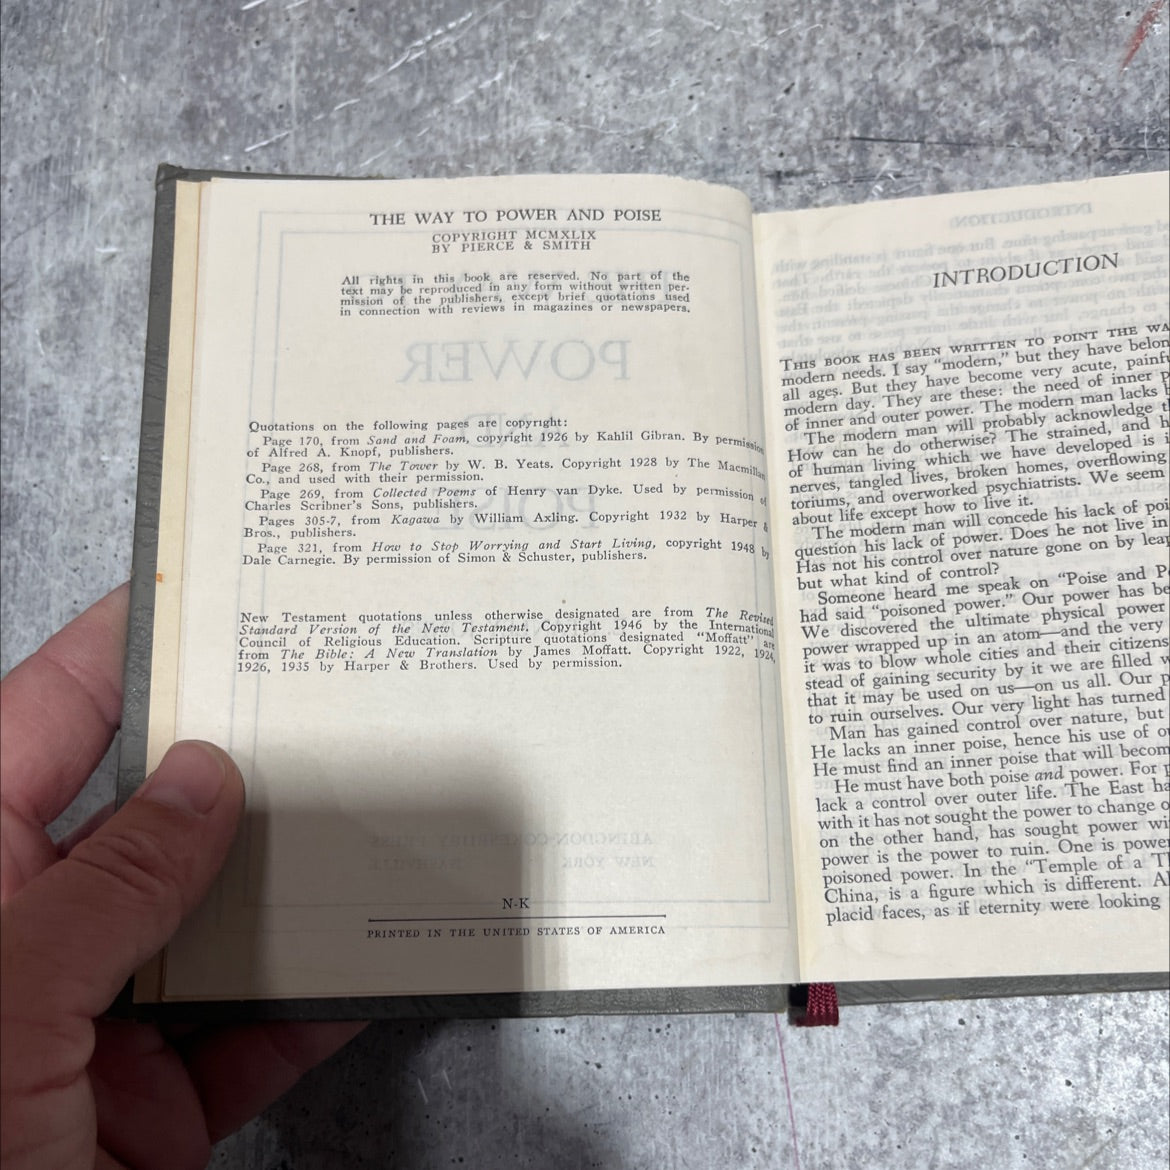 THE WAY TO POWER AND POISE
COPYRIGHT MCMXLIX
BY PIERCE & SMITH
All rights in this book are reserved. No part of the
text may be reproduced in any form without written per-
mission of the publishers, except brief quotations used
in connection with reviews in magazines or newspapers.
Quotations on the following pages are copyright:
Page 170, from Sand and Foam, copyright 1926 by Kahlil Gibran. By permission
of Alfred A. Knopf, publishers.
Page 268, from The Tower by W. B. Yeats. Copyright 1928 by The Macmillan
Co., and used with their permission.
Page 269, from Collected Poems of Henry van Dyke. Used by permission of
Charles Scribner's Sons, publishers.
Pages 305-7, from Kagawa by William Axling. Copyright 1932 by Harper &
Bros., publishers.
Page 321, from How to Stop Worrying and Start Living, copyright 1948 by
Dale Carnegie. By permission of Simon & Schuster, publishers.
New Testament quotations unless otherwise designated are from The Revised
Standard Version of the New Testament. Copyright 1946 by the International
Council of Religious Education. Scripture quotations designated "Moffatt" are
from The Bible: A New Translation by James Moffatt. Copyright 1922, 1924,
1926, 1935 by Harper & Brothers. Used by permission.
N-K
PRINTED IN THE UNITED STATES OF AMERICA
INTRODUCTION
THIS BOOK HAS BEEN WRITTEN TO POINT THE WA
modern needs. I say "modern," but they have belon
all ages. But they have become very acute, painf
modern day. They are these: the need of inner p
of inner and outer power. The modern man lacks
The modern man will probably acknowledge t
How can he do otherwise? The strained, and h
of human living which we have developed is i
nerves, tangled lives, broken homes, overflowing
toriums, and overworked psychiatrists. We seem
about life except how to live it.
The modern man will concede his lack of poi
question his lack of power. Does he not live in
Has not his control over nature gone on by leap
but what kind of control?
Someone heard me speak on "Poise and P
had said "poisoned power." Our power has be
We discovered the ultimate physical power
power wrapped up in an atom—and the very
it was to blow whole cities and their citizens
stead of gaining security by it we are filled w
that it may be used on us—on us all. Our p
to ruin ourselves. Our very light has turned
Man has gained control over nature, but
He lacks an inner poise, hence his use of o
He must find an inner poise that will becom
He must have both poise and power. For p
lack a control over outer life. The East ha
with it has not sought the power to change o
on the other hand, has sought power wi
power is the power to ruin. One is powe
poisoned power. In the "Temple of a T
China, is a figure which is different. A
placid faces, as if eternity were looking